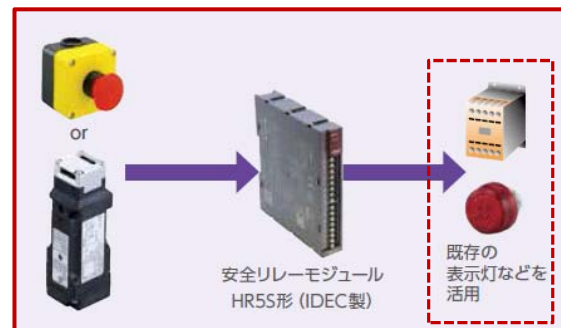 or
安全リレーモジュール
HR5S形 (IDEC製)
既存の
表示灯などを
活用